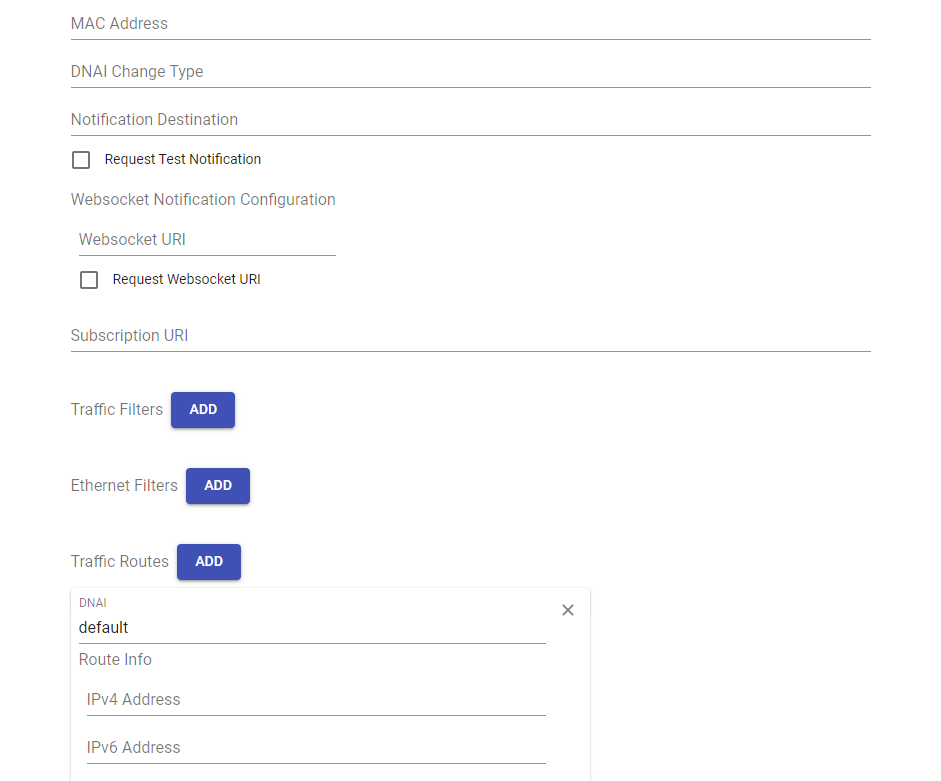 MAC Address
DNAI Change Type
Notification Destination
Request Test Notification
Websocket Notification Configuration
Websocket URI
Request Websocket URI
Subscription URI
Traffic Filters ADD
Ethernet Filters ADD
Traffic Routes ADD
DNAI
default
Route Info
IPv4 Address
IPv6 Address